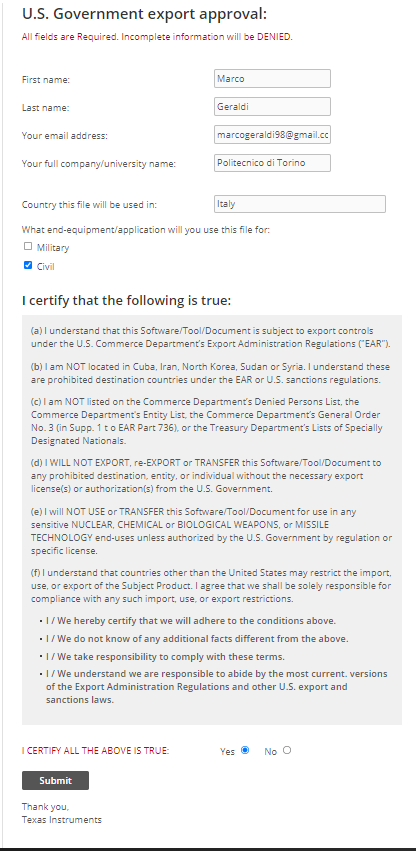 U.S. Government export approval:
All fields are Required. Incomplete information will be DENIED.
First name: Marco
Last name: Geraldi
Your email address: marcogeraldi98@gmail.cc
Your full company/university name: Politecnico di Torino
Country this file will be used in: Italy
What end-equipment/application will you use this file for:
Military
Civil
I certify that the following is true:
(a) I understand that this Software/Tool/Document is subject to export controls
under the U.S. Commerce Department's Export Administration Regulations ("EAR").
(b) I am NOT located in Cuba, Iran, North Korea, Sudan or Syria. I understand these
are prohibited destination countries under the EAR or U.S. sanctions regulations.
(c) I am NOT listed on the Commerce Department's Denied Persons List, the
Commerce Department's Entity List, the Commerce Department's General Order
No. 3 (in Supp. 1 t o EAR Part 736), or the Treasury Department's Lists of Specially
Designated Nationals.
(d) I WILL NOT EXPORT, re-EXPORT or TRANSFER this Software/Tool/Document to
any prohibited destination, entity, or individual without the necessary export
license(s) or authorization(s) from the U.S. Government.
(e) I will NOT USE or TRANSFER this Software/Tool/Document for use in any
sensitive NUCLEAR, CHEMICAL or BIOLOGICAL WEAPONS, or MISSILE
TECHNOLOGY end-uses unless authorized by the U.S. Government by regulation or
specific license.
(f) I understand that countries other than the United States may restrict the import,
use, or export of the Subject Product. I agree that we shall be solely responsible for
compliance with any such import, use, or export restrictions.
• I / We hereby certify that we will adhere to the conditions above.
• I / We do not know of any additional facts different from the above.
• I / We take responsibility to comply with these terms.
• I / We understand we are responsible to abide by the most current. versions
of the Export Administration Regulations and other U.S. export and
sanctions laws.
I CERTIFY ALL THE ABOVE IS TRUE: Yes No
Submit
Thank you,
Texas Instruments